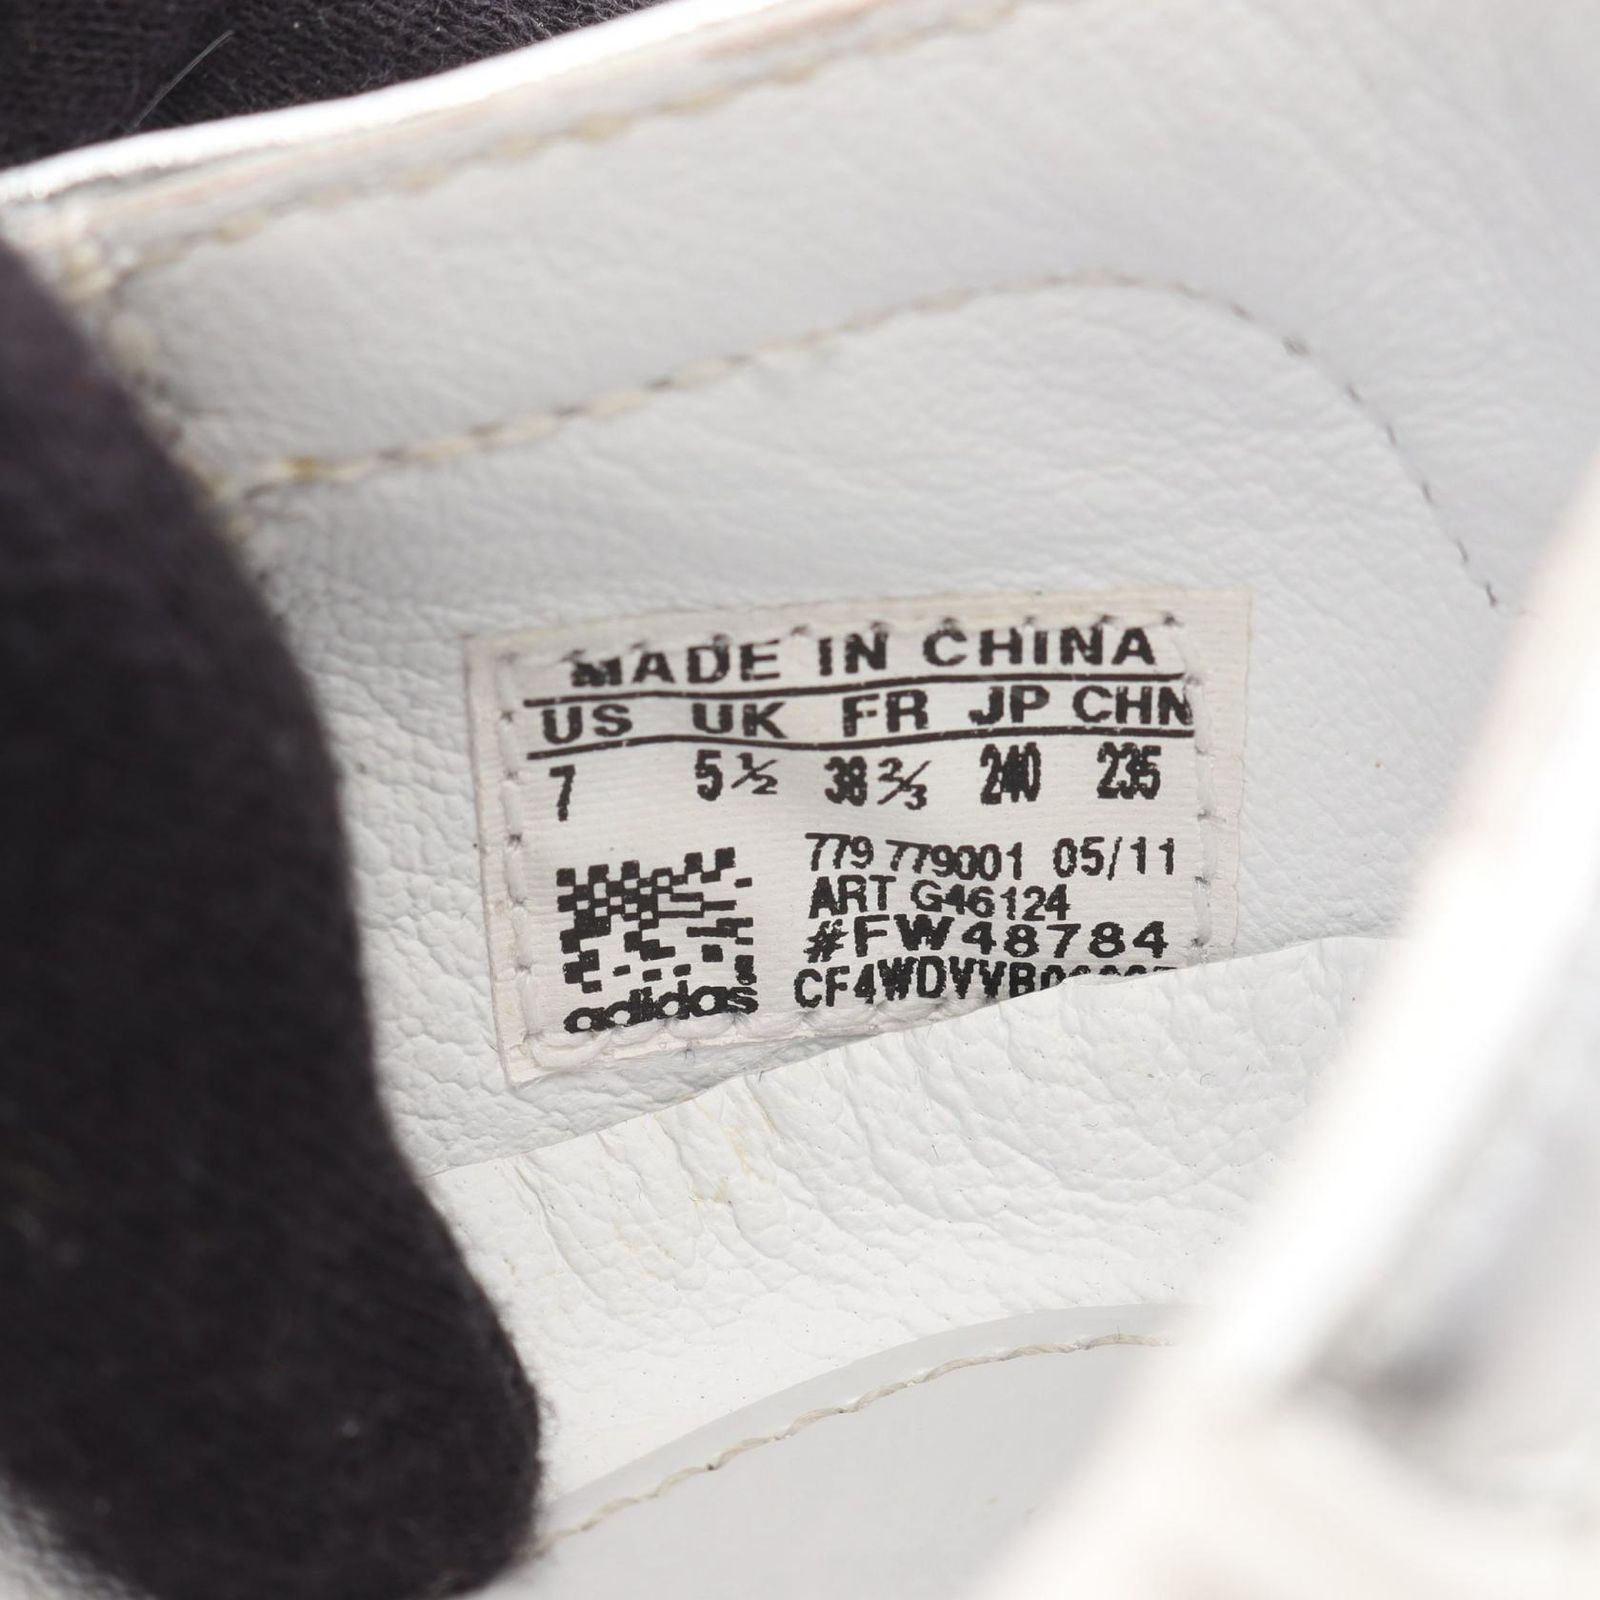 MADE IN CHINA
US UK FR JP CHN
7 5½ 38⅔ 240 235
779 779001 05/11
ART G46124
#FW48784
adidas